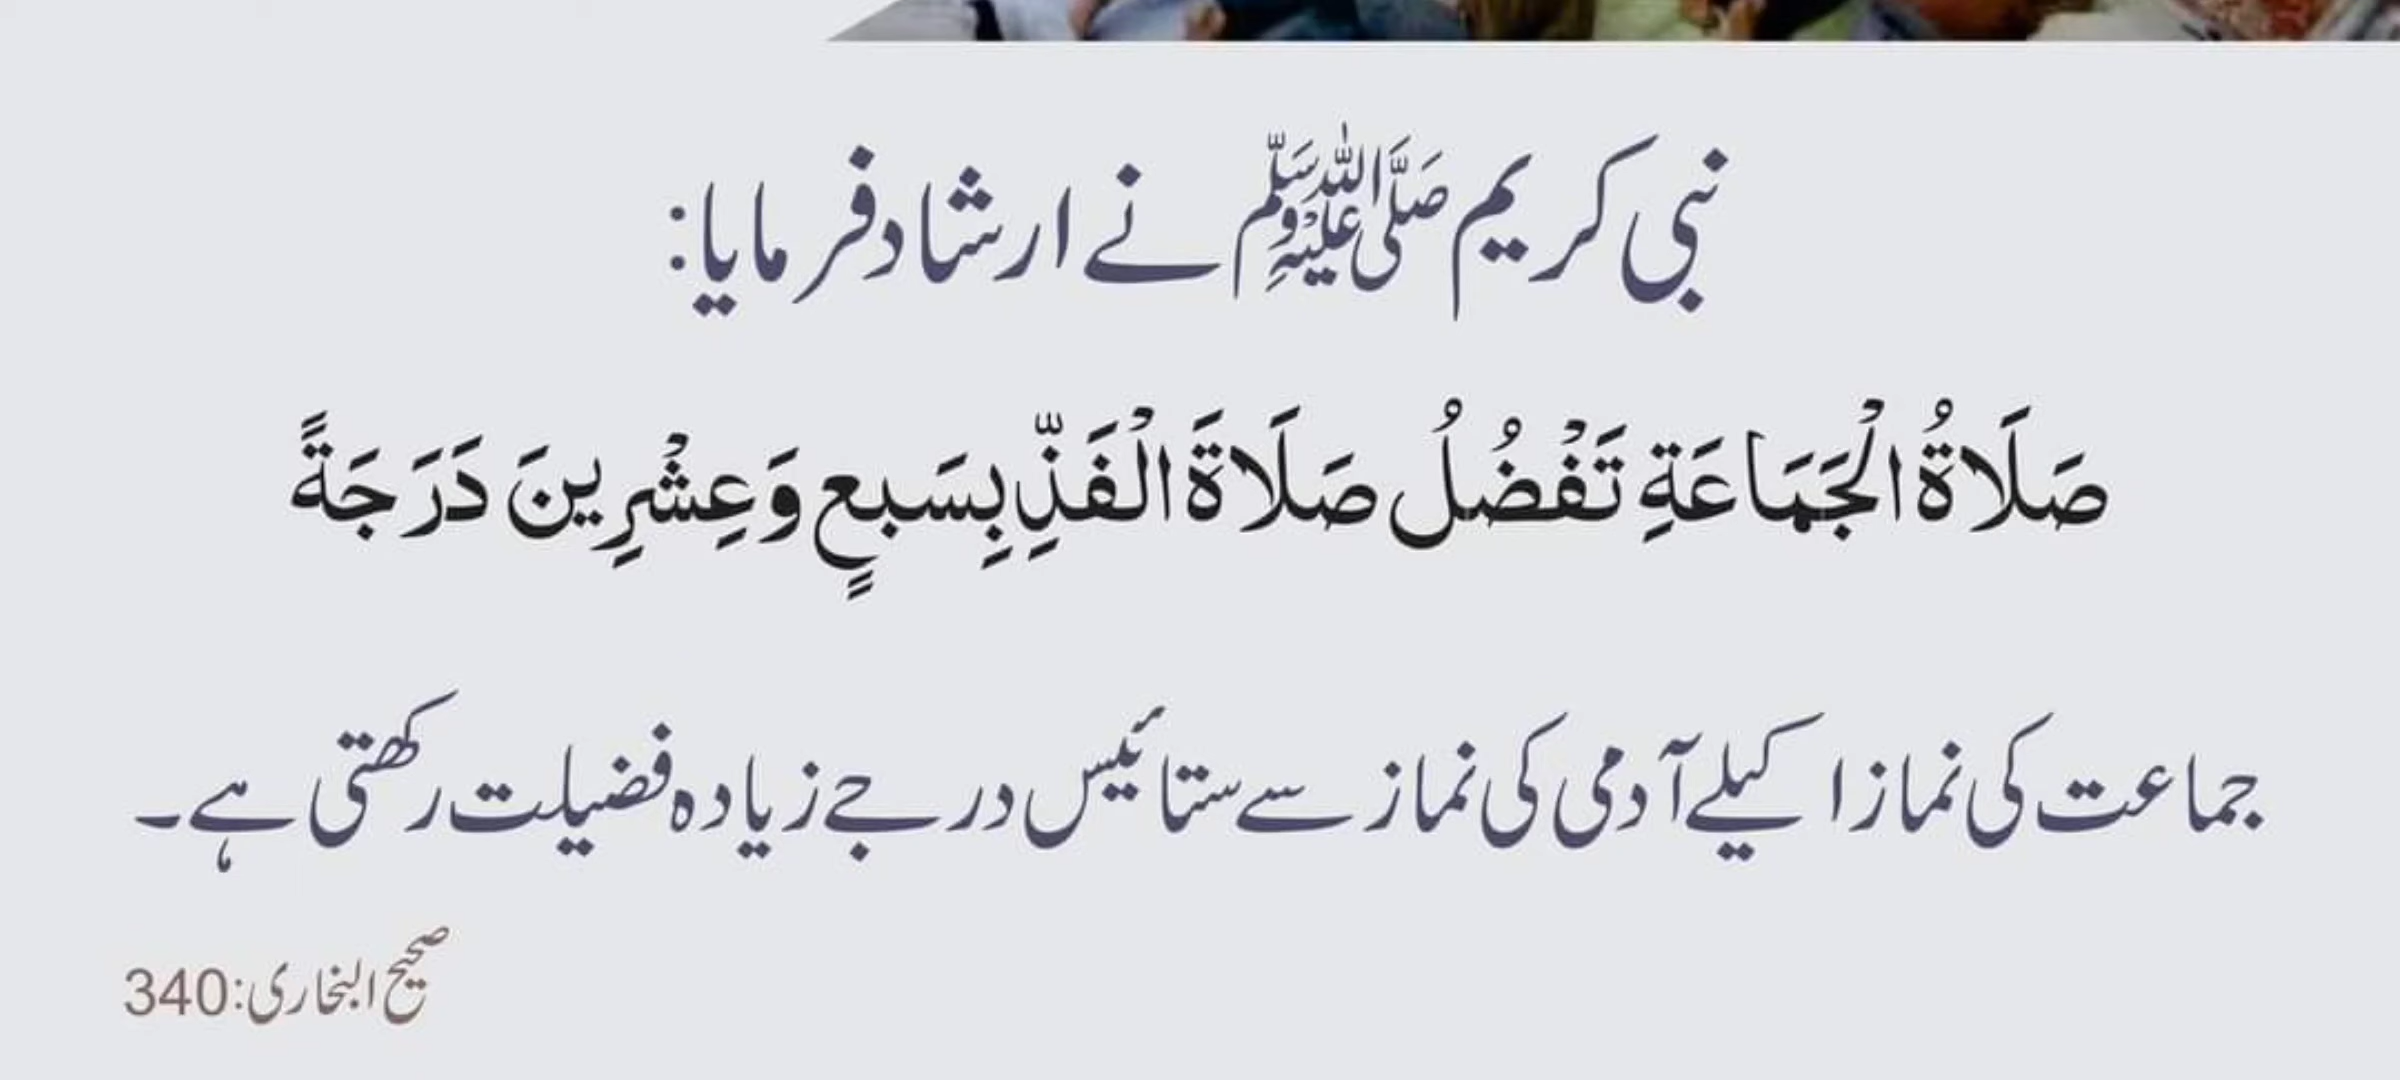 نبی کریم صَلَّى اللّٰهُ عَلَيْهِ وَسَلَّم نے ارشاد فرمایا:
صَلَاةُ الْجَمَاعَةِ تَفْضُلُ صَلَاةَ الْفَذِّ بِسَبعٍ وَعِشْرِينَ دَرَجَةً
جماعت کی نماز اکیلے آدمی کی نماز سے ستائیس درجے زیادہ فضیلت رکھتی ہے۔
صحیح البخاری:340